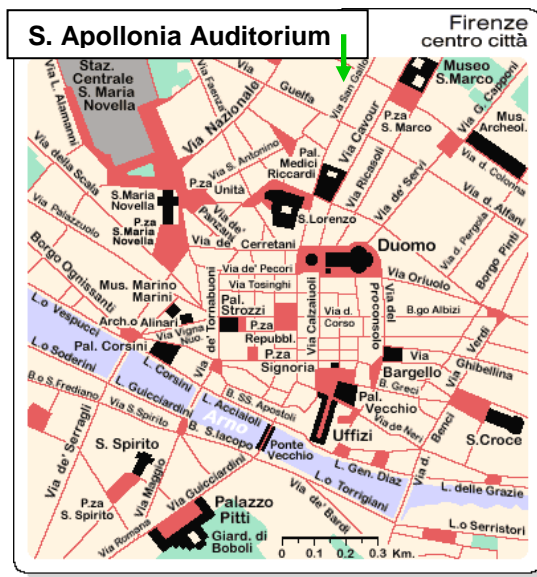 S. Apollonia Auditorium
Firenze
centro città
Staz.
Centrale
S. Maria
Novella
Via L. Alamanni
Via Faenza
Via Nazionale
Via
Guelfa
Via San Gallo
Via Cavour
Museo
S.Marco
P.za
S. Marco
Via G. Capponi
Mus.
Archeol.
Via della Scala
Via S. Antonino
Pal.
Medici
Riccardi
Via Ricasoli
Via de' Servi
Via d. Colonna
S.Maria
Novella
P.za
Unità
Via de'
Panzani
S.Lorenzo
Via d. Alfani
Via Palazzuolo
P.za
S. Maria
Novella
Via de' Cerretani
Duomo
Via d. Pergola
Borgo Pinti
Borgo Ognissanti
Via de' Pecori
Via Oriuolo
Mus. Marino
Marini
Via de' Tornabuoni
Via Tosinghi
Pal.
Strozzi
Via Calzaiuoli
Via d.
Corso
Via del
Proconsolo
B.go Albizi
L.o Vespucci
Arch.o Alinari
Via Vigna
Nuo.
P.za
Repubbl.
Via Verdi
L.o Soderini
Pal. Corsini
P.za
Signoria
Via
Ghibellina
Bargello
B.o S.Frediano
L. Corsini
L. Guicciardini
B. SS. Apostoli
L. Acciaioli
Pal.
Vecchio
B. Greci
Via de' Neri
Via d. Benci
S.Croce
Via de' Serragli
Via S.Spirito
Arno
B. S.Iacopo
Uffizi
S. Spirito
Ponte
Vecchio
L. Gen. Diaz
L. delle Grazie
P.za
S. Spirito
Via Maggio
Via Guicciardini
L.o Torrigiani
Via de' Bardi
Via Romana
Palazzo
Pitti
Giard. di
Boboli
L.o Serristori
0 0.1 0.2 0.3 Km.